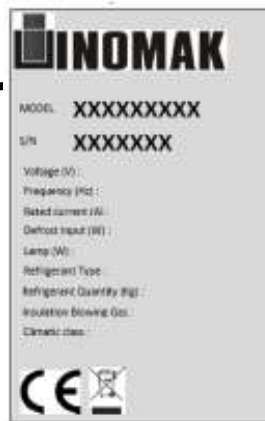 INOMAK
MODEL XXXXXXXXX
S/N XXXXXXX
Voltage (V) :
Frequency (Hz) :
Rated current (A) :
Defrost Input (W) :
Lamp (W) :
Refrigerant Type :
Refrigerant Quantity (Kg) :
Insulation Blowing Gas :
Climatic class :
CE